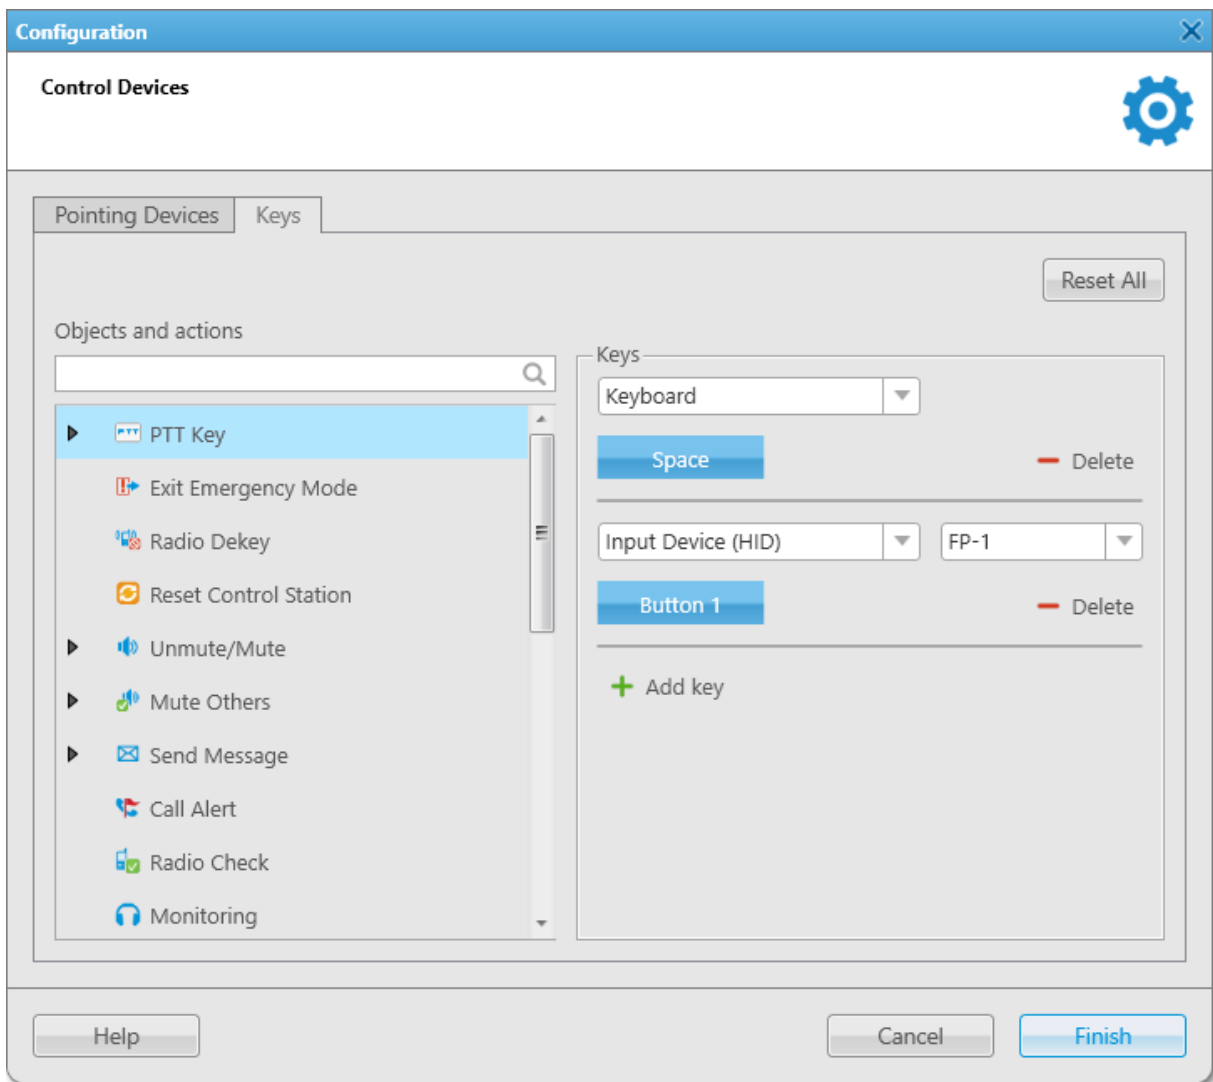 Configuration
Control Devices
Pointing Devices
Keys
Reset All
Objects and actions
PTT Key
Exit Emergency Mode
Radio Dekey
Reset Control Station
Unmute/Mute
Mute Others
Send Message
Call Alert
Radio Check
Monitoring
Keys
Keyboard
Space
Delete
Input Device (HID)
FP-1
Button 1
Delete
Add key
Help
Cancel
Finish